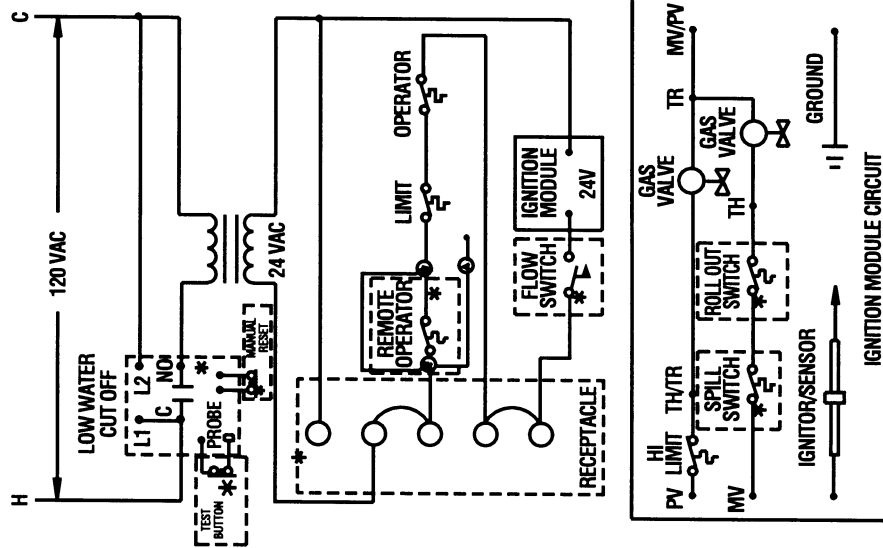 H
C
120 VAC
LOW WATER
CUT OFF
L1
L2
C
NO
*
PROBE
TEST
BUTTON
*
MANUAL
RESET
*
24 VAC
*
RECEPTACLE
REMOTE
OPERATOR
*
A
A
LIMIT
OPERATOR
FLOW
SWITCH
*
IGNITION
MODULE
24V
PV
HI
LIMIT
TH/TR
GAS
VALVE
TR
MV/PV
MV
SPILL
SWITCH
*
ROLL OUT
SWITCH
*
TH
GAS
VALVE
IGNITOR/SENSOR
GROUND
IGNITION MODULE CIRCUIT